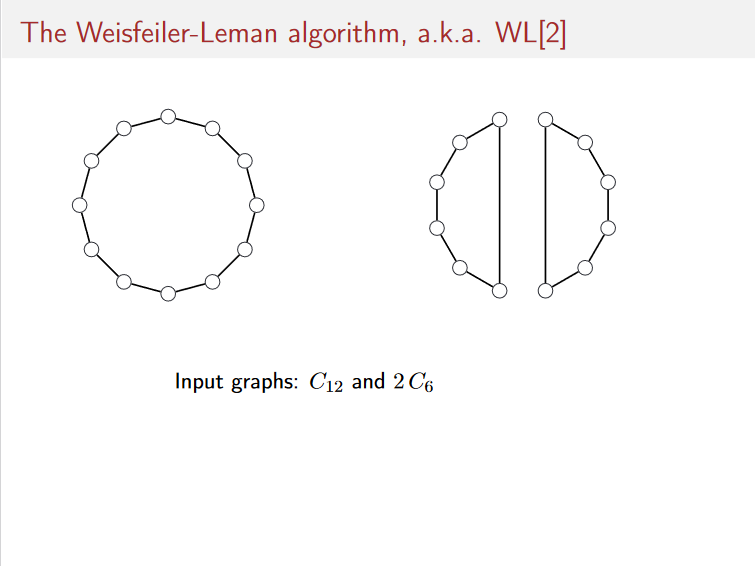 The Weisfeiler-Leman algorithm, a.k.a. WL[2]
Input graphs: C₁₂ and 2 C₆